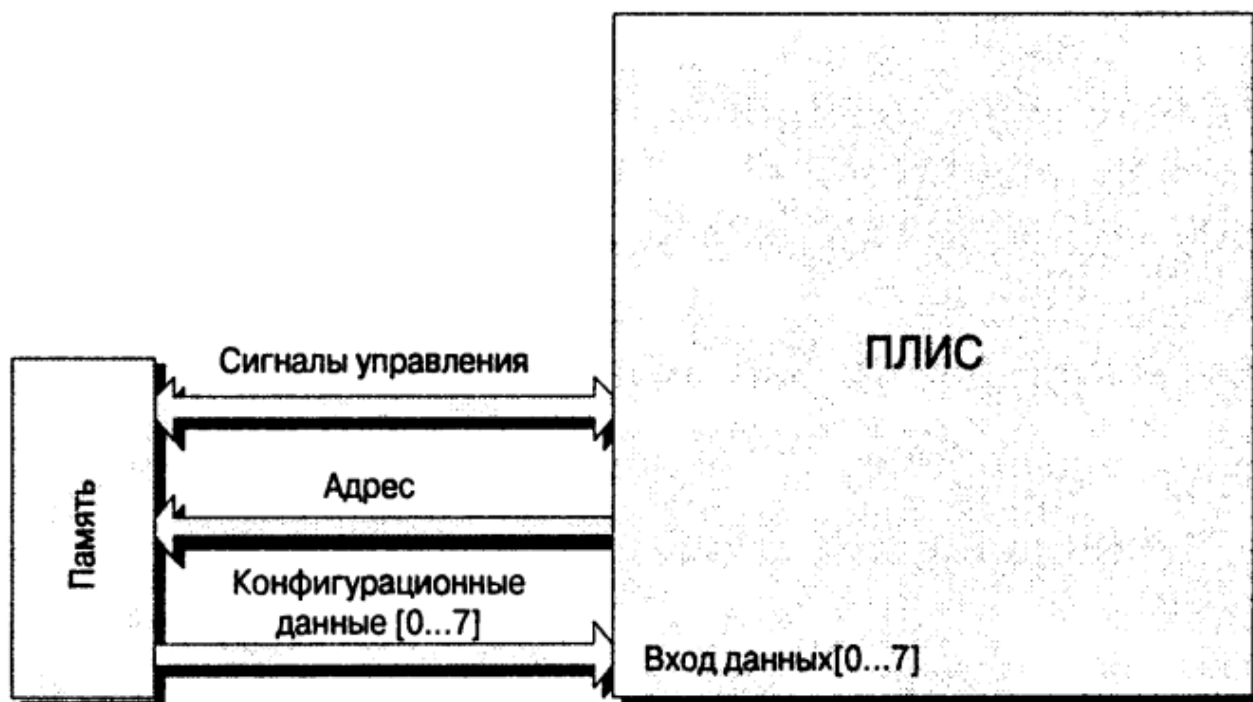 Сигналы управления
ПЛИС
Адрес
Память
Конфигурационные
данные [0...7]
Вход данных[0...7]